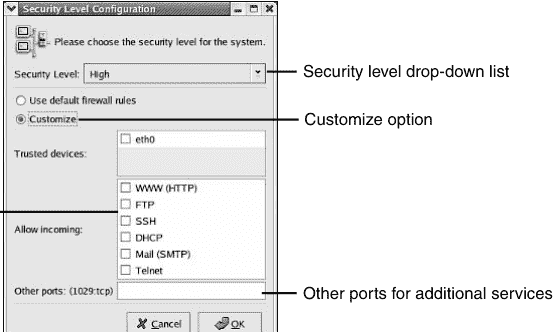 Security Level Configuration
Please choose the security level for the system.
Security Level: High
Security level drop-down list
Use default firewall rules
Customize
Customize option
Trusted devices:
eth0
Allow incoming:
WWW (HTTP)
FTP
SSH
DHCP
Mail (SMTP)
Telnet
Other ports: (1029:tcp)
Other ports for additional services
Cancel
OK